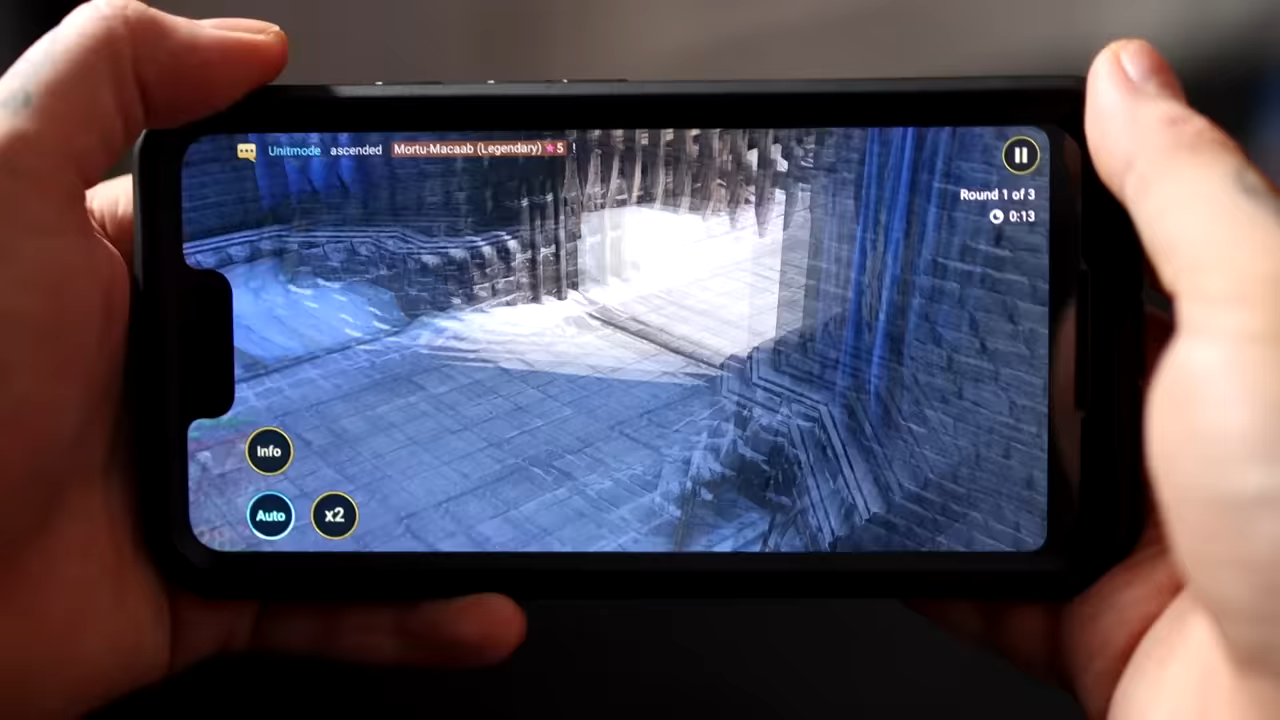 Unitmode ascended Mortu-Macaab (Legendary) ★5 !
Round 1 of 3
0:13
Info
Auto
x2